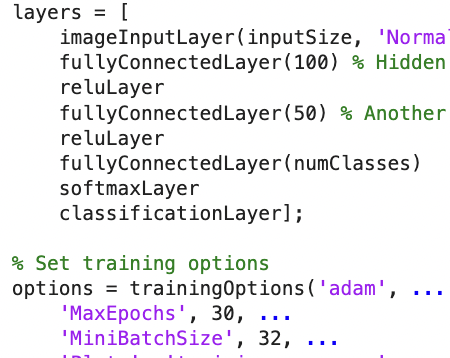 layers = [
    imageInputLayer(inputSize, 'Norma
    fullyConnectedLayer(100) % Hidden
    reluLayer
    fullyConnectedLayer(50) % Another
    reluLayer
    fullyConnectedLayer(numClasses)
    softmaxLayer
    classificationLayer];

% Set training options
options = trainingOptions('adam', ...
    'MaxEpochs', 30, ...
    'MiniBatchSize', 32, ...